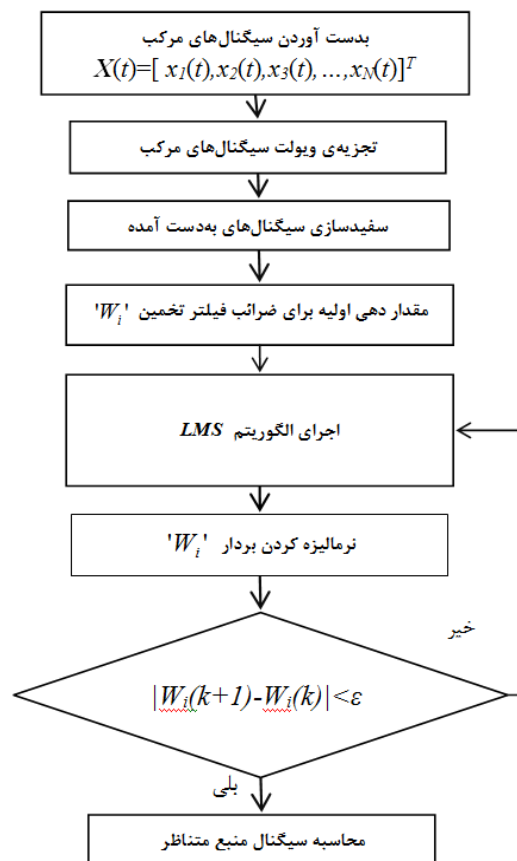 بدست آوردن سیگنال‌های مرکب
X(t)=[ x1(t),x2(t),x3(t), ...,xN(t)]T
تجزیه‌ی ویولت سیگنال‌های مرکب
سفیدسازی سیگنال‌های به‌دست آمده
مقدار دهی اولیه برای ضرائب فیلتر تخمین 'Wi'
اجرای الگوریتم LMS
نرمالیزه کردن بردار 'Wi'
خیر
|Wi(k+1)-Wi(k)|<ε
بلی
محاسبه سیگنال منبع متناظر